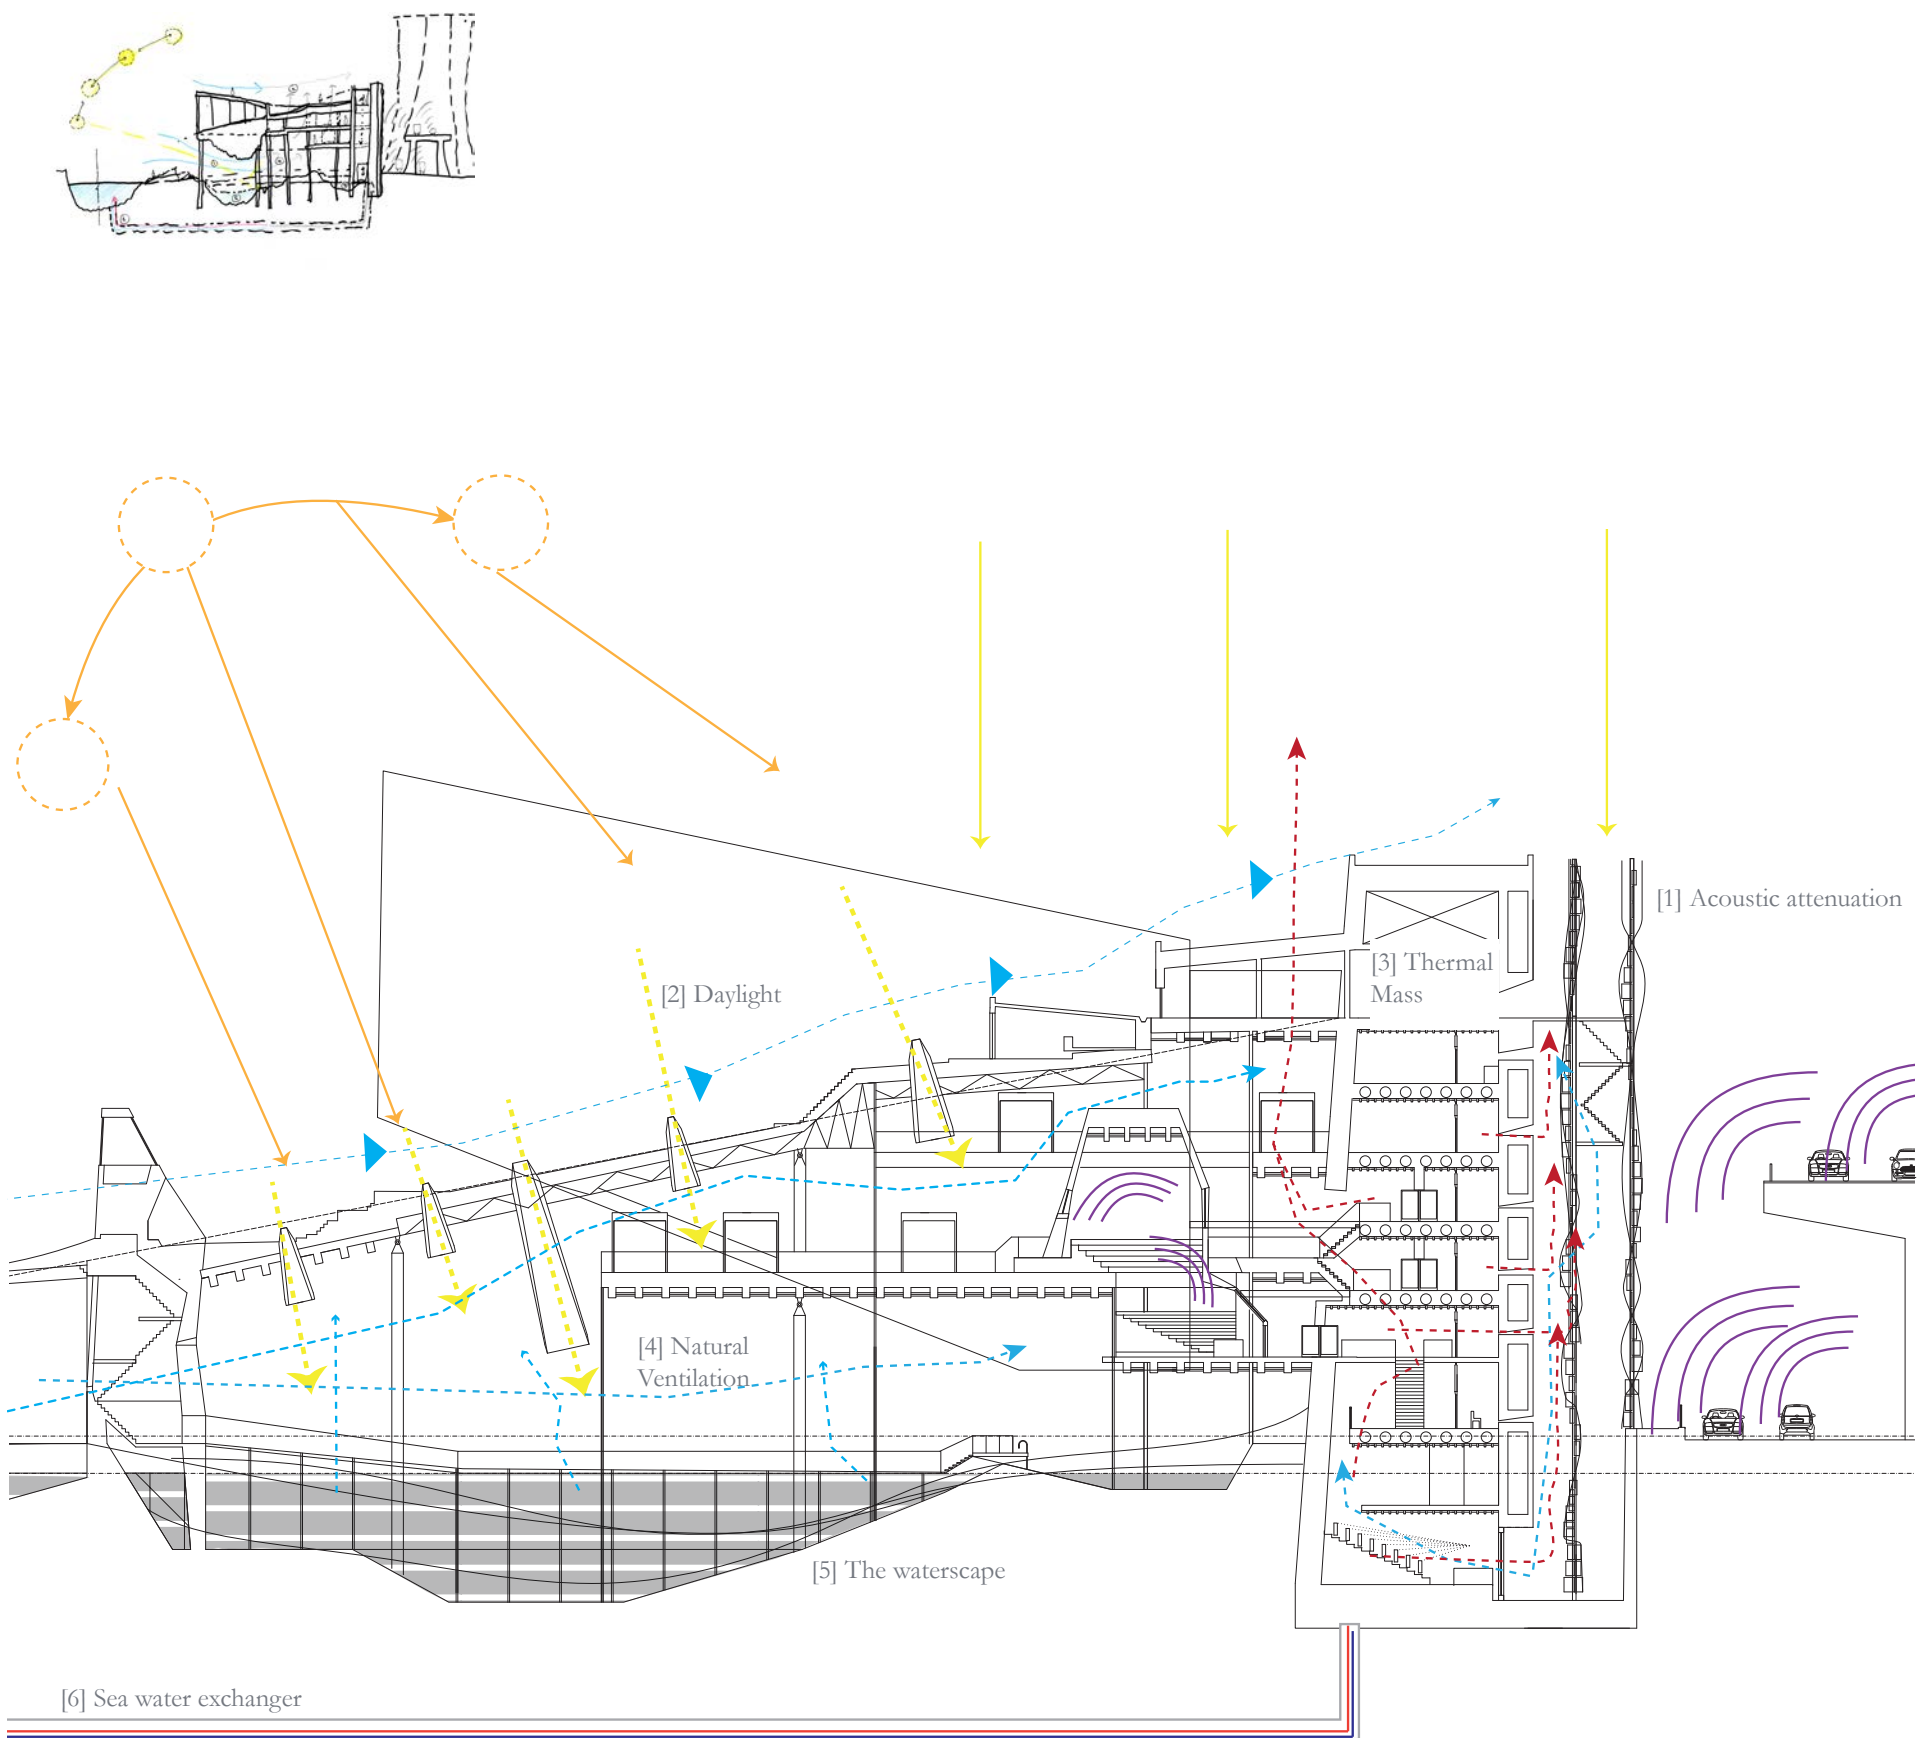 [1] Acoustic attenuation
[2] Daylight
[3] Thermal
Mass
[4] Natural
Ventilation
[5] The waterscape
[6] Sea water exchanger